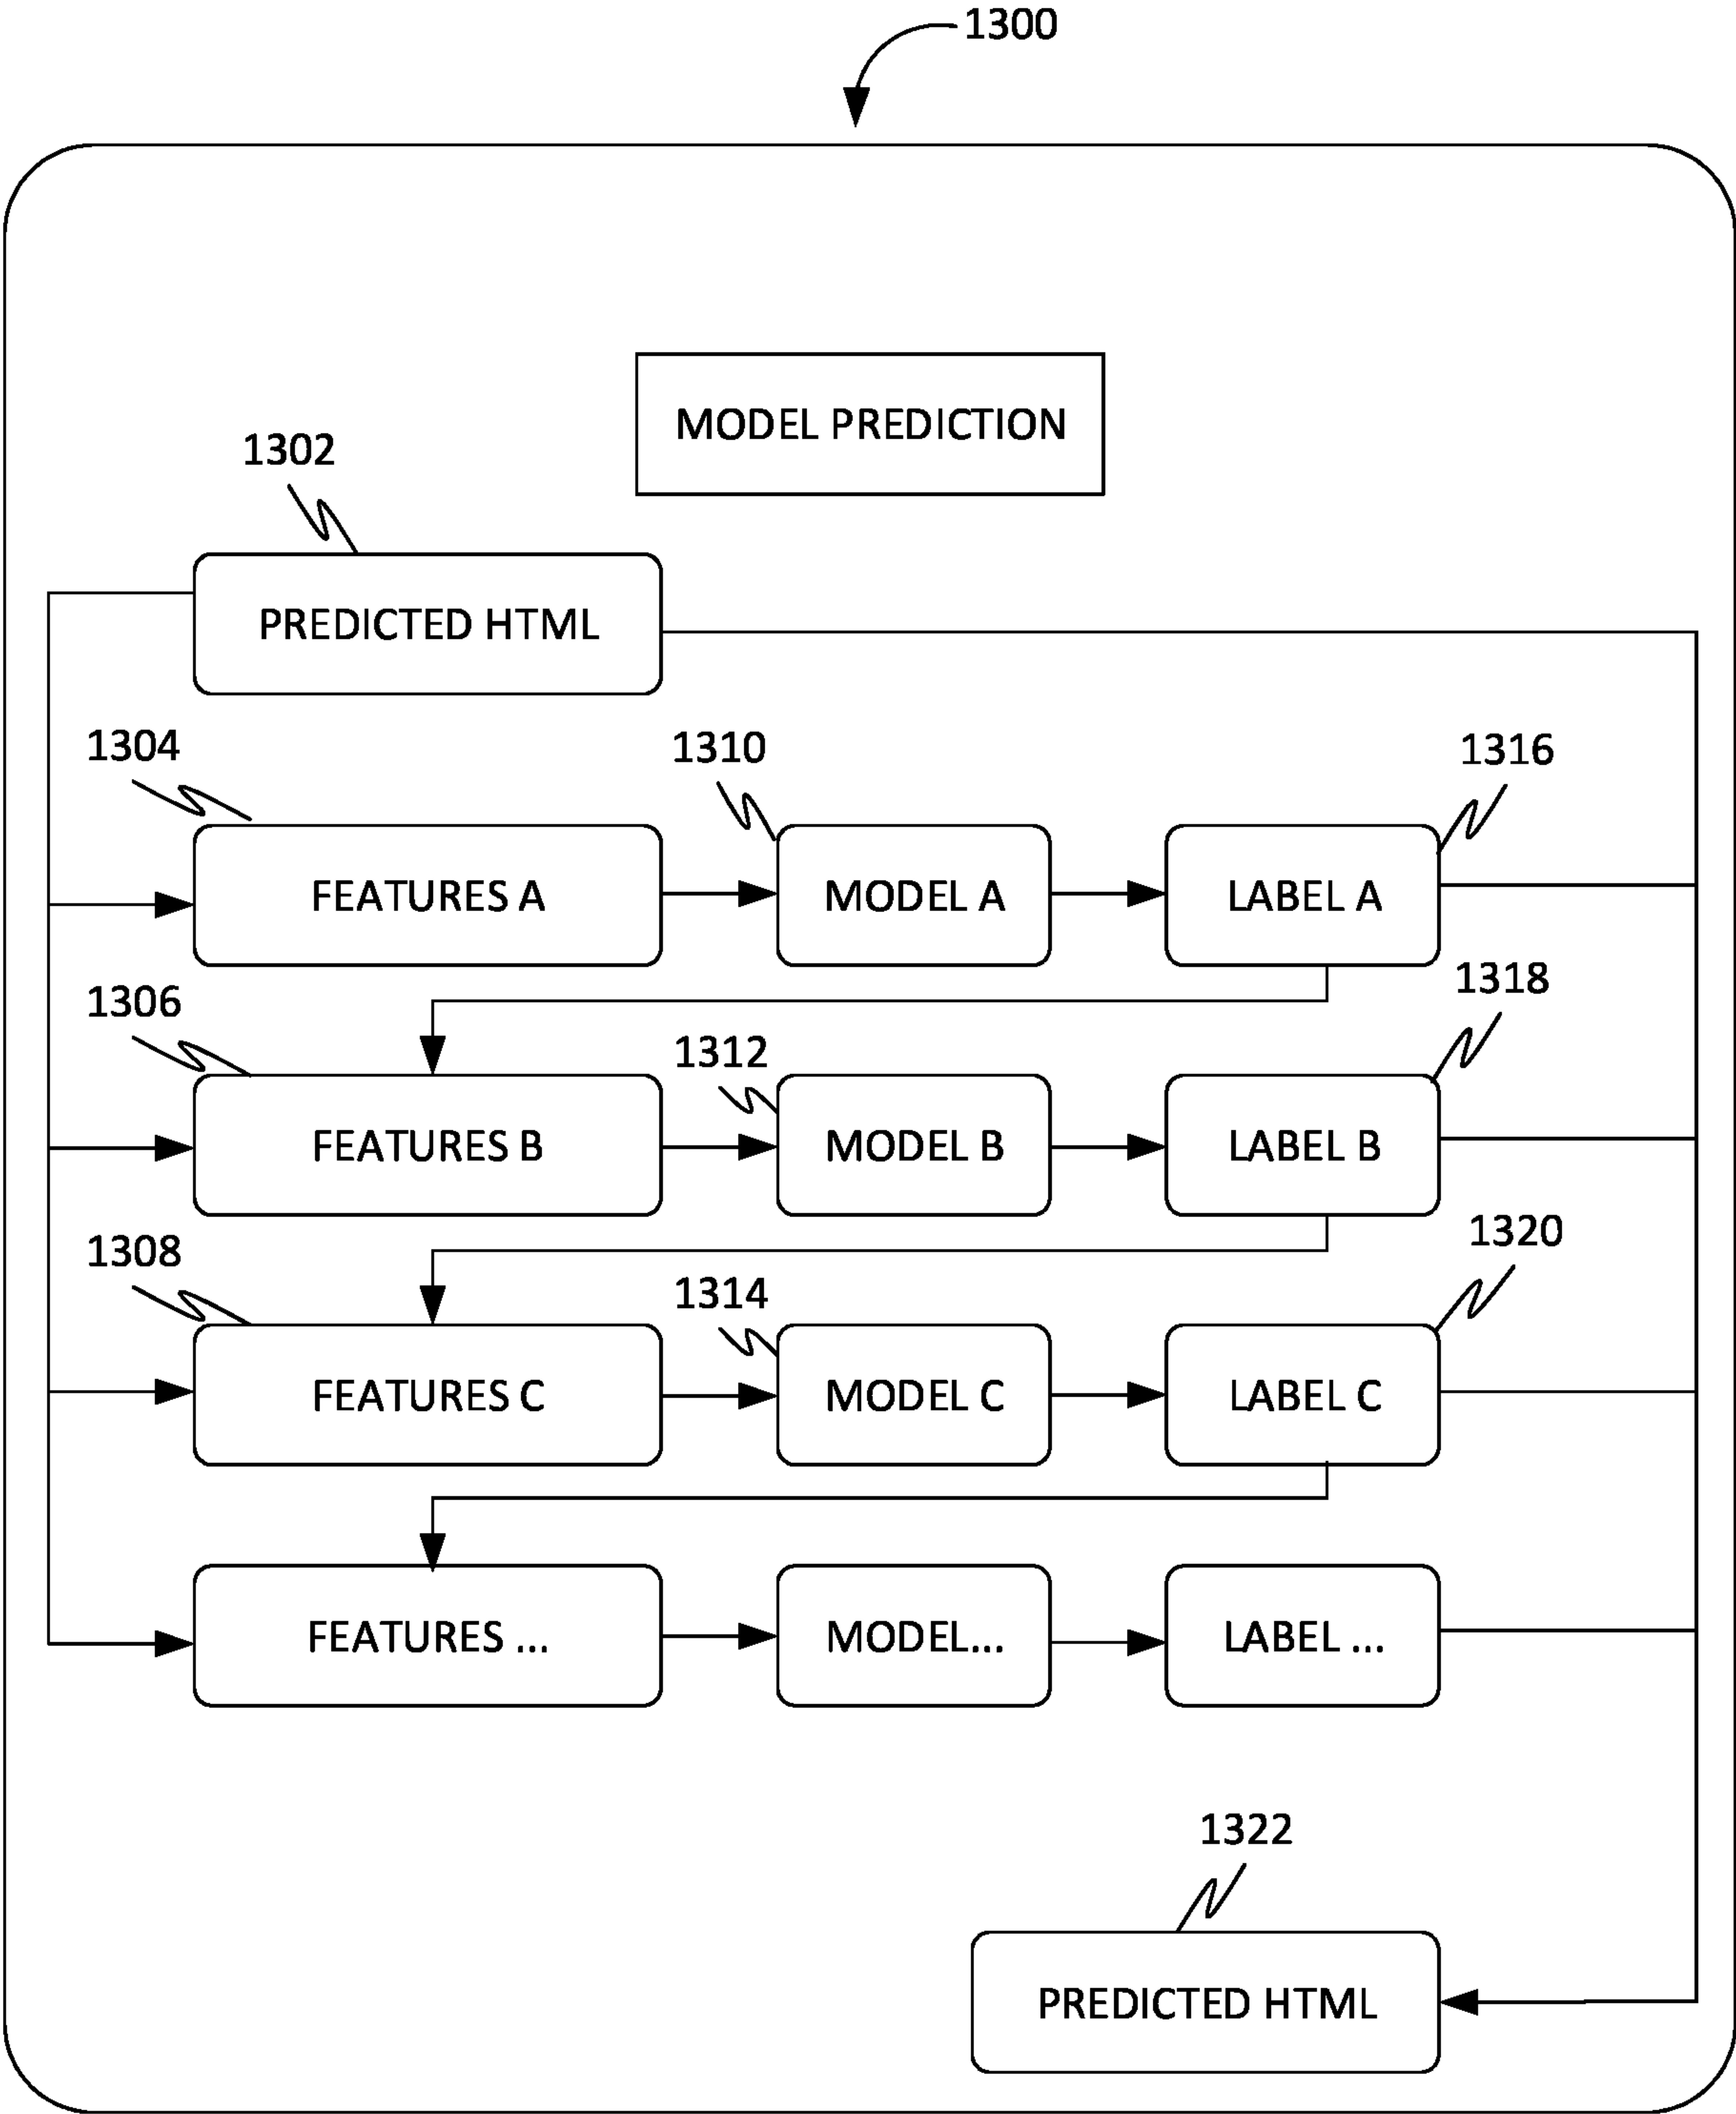 1300
MODEL PREDICTION
1302
PREDICTED HTML
1304
1310
1316
FEATURES A
MODEL A
LABEL A
1306
1312
1318
FEATURES B
MODEL B
LABEL B
1308
1314
1320
FEATURES C
MODEL C
LABEL C
FEATURES ...
MODEL...
LABEL ...
1322
PREDICTED HTML